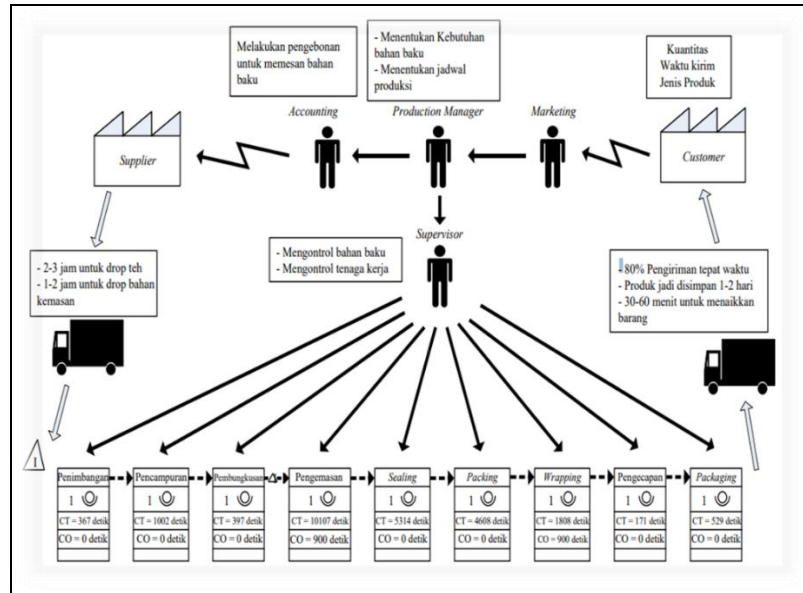 Melakukan pengebonan
untuk memesan bahan
baku
- Menentukan Kebutuhan
bahan baku
- Menentukan jadwal
produksi
Kuantitas
Waktu kirim
Jenis Produk
Accounting
Production Manager
Marketing
Supplier
Customer
Supervisor
- 2-3 jam untuk drop teh
- 1-2 jam untuk drop bahan
kemasan
- Mengontrol bahan baku
- Mengontrol tenaga kerja
- 80% Pengiriman tepat waktu
- Produk jadi disimpan 1-2 hari
- 30-60 menit untuk menaikkan
barang
I
Penimbangan
1
CT = 367 detik
CO = 0 detik
Pencampuran
1
CT = 1002 detik
CO = 0 detik
Pembungkusan
1
CT = 397 detik
CO = 0 detik
Pengemasan
1
CT = 10107 detik
CO = 900 detik
Sealing
1
CT = 5314 detik
CO = 0 detik
Packing
1
CT = 4608 detik
CO = 0 detik
Wrapping
1
CT = 1808 detik
CO = 900 detik
Pengecapan
1
CT = 171 detik
CO = 0 detik
Packaging
1
CT = 529 detik
CO = 0 detik